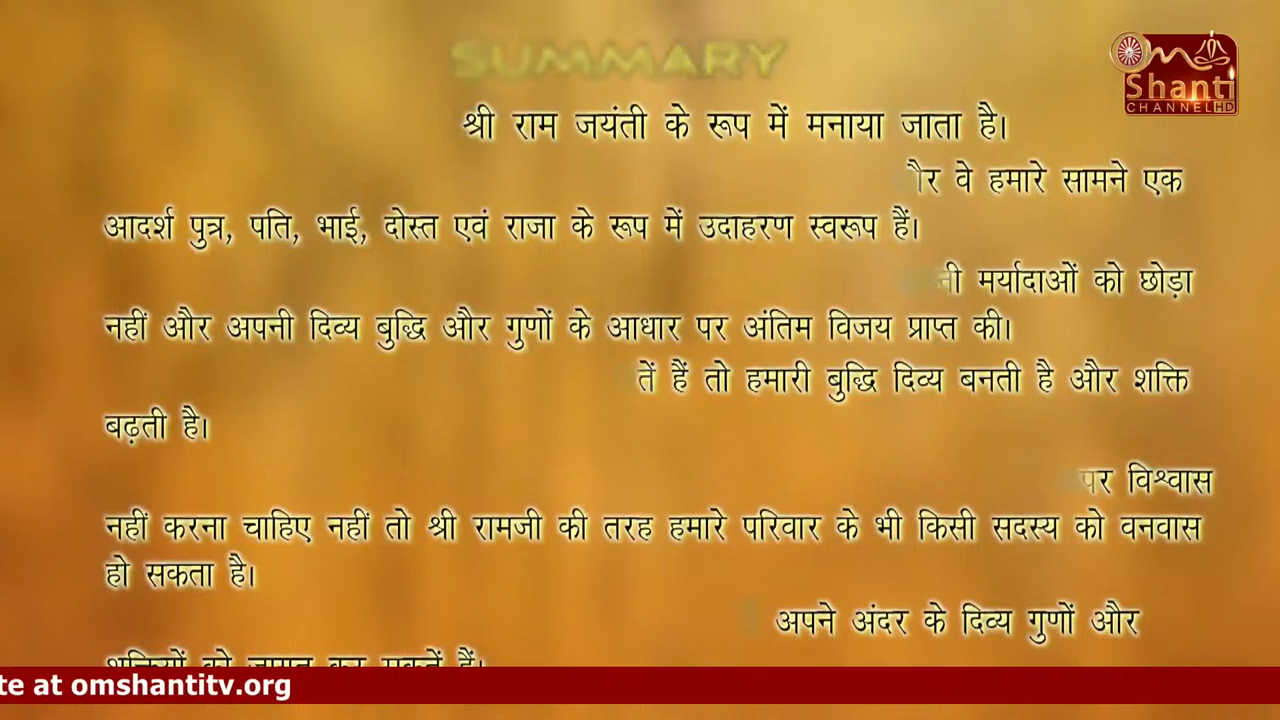 SUMMARY
Om Shanti
CHANNEL HD
श्री राम जयंती के रूप में मनाया जाता है।
वे हमारे सामने एक
आदर्श पुत्र, पति, भाई, दोस्त एवं राजा के रूप में उदाहरण स्वरूप हैं।
मर्यादाओं को छोड़ा
नहीं और अपनी दिव्य बुद्धि और गुणों के आधार पर अंतिम विजय प्राप्त की।
हैं तो हमारी बुद्धि दिव्य बनती है और शक्ति
बढ़ती है।
पर विश्वास
नहीं करना चाहिए नहीं तो श्री रामजी की तरह हमारे परिवार के भी किसी सदस्य को वनवास
हो सकता है।
अपने अंदर के दिव्य गुणों और
te at omshantitv.org